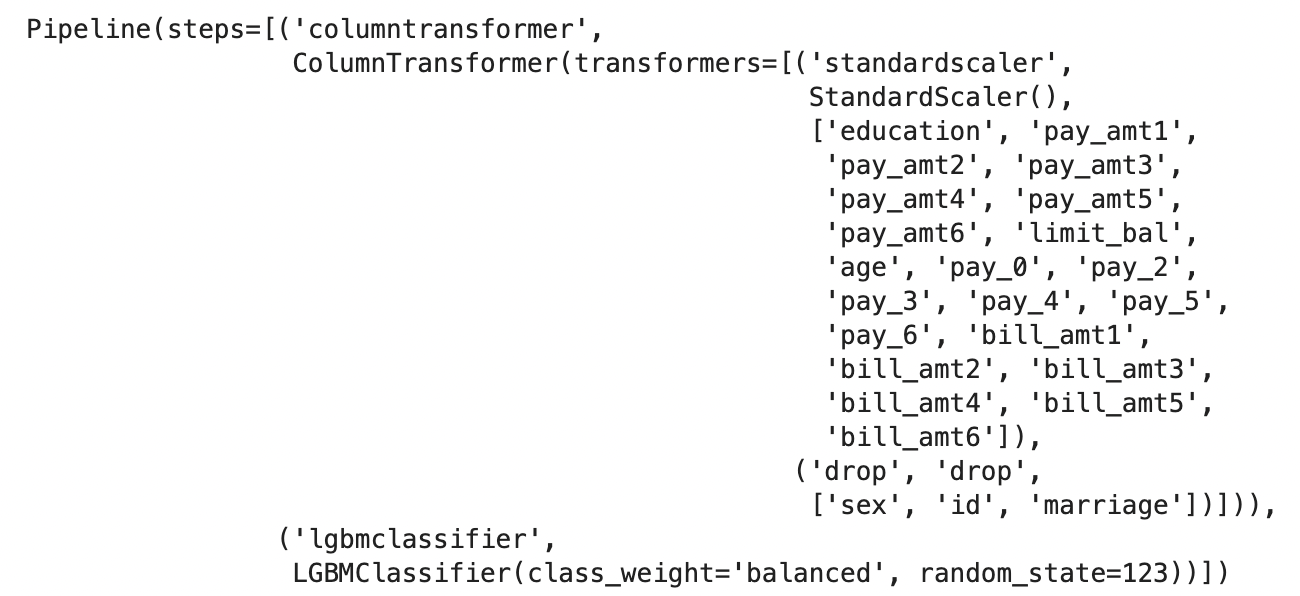 Pipeline(steps=[('columntransformer',
                 ColumnTransformer(transformers=[('standardscaler',
                                                  StandardScaler(),
                                                  ['education', 'pay_amt1',
                                                   'pay_amt2', 'pay_amt3',
                                                   'pay_amt4', 'pay_amt5',
                                                   'pay_amt6', 'limit_bal',
                                                   'age', 'pay_0', 'pay_2',
                                                   'pay_3', 'pay_4', 'pay_5',
                                                   'pay_6', 'bill_amt1',
                                                   'bill_amt2', 'bill_amt3',
                                                   'bill_amt4', 'bill_amt5',
                                                   'bill_amt6']),
                                                 ('drop', 'drop',
                                                  ['sex', 'id', 'marriage'])])),
                ('lgbmclassifier',
                 LGBMClassifier(class_weight='balanced', random_state=123))])